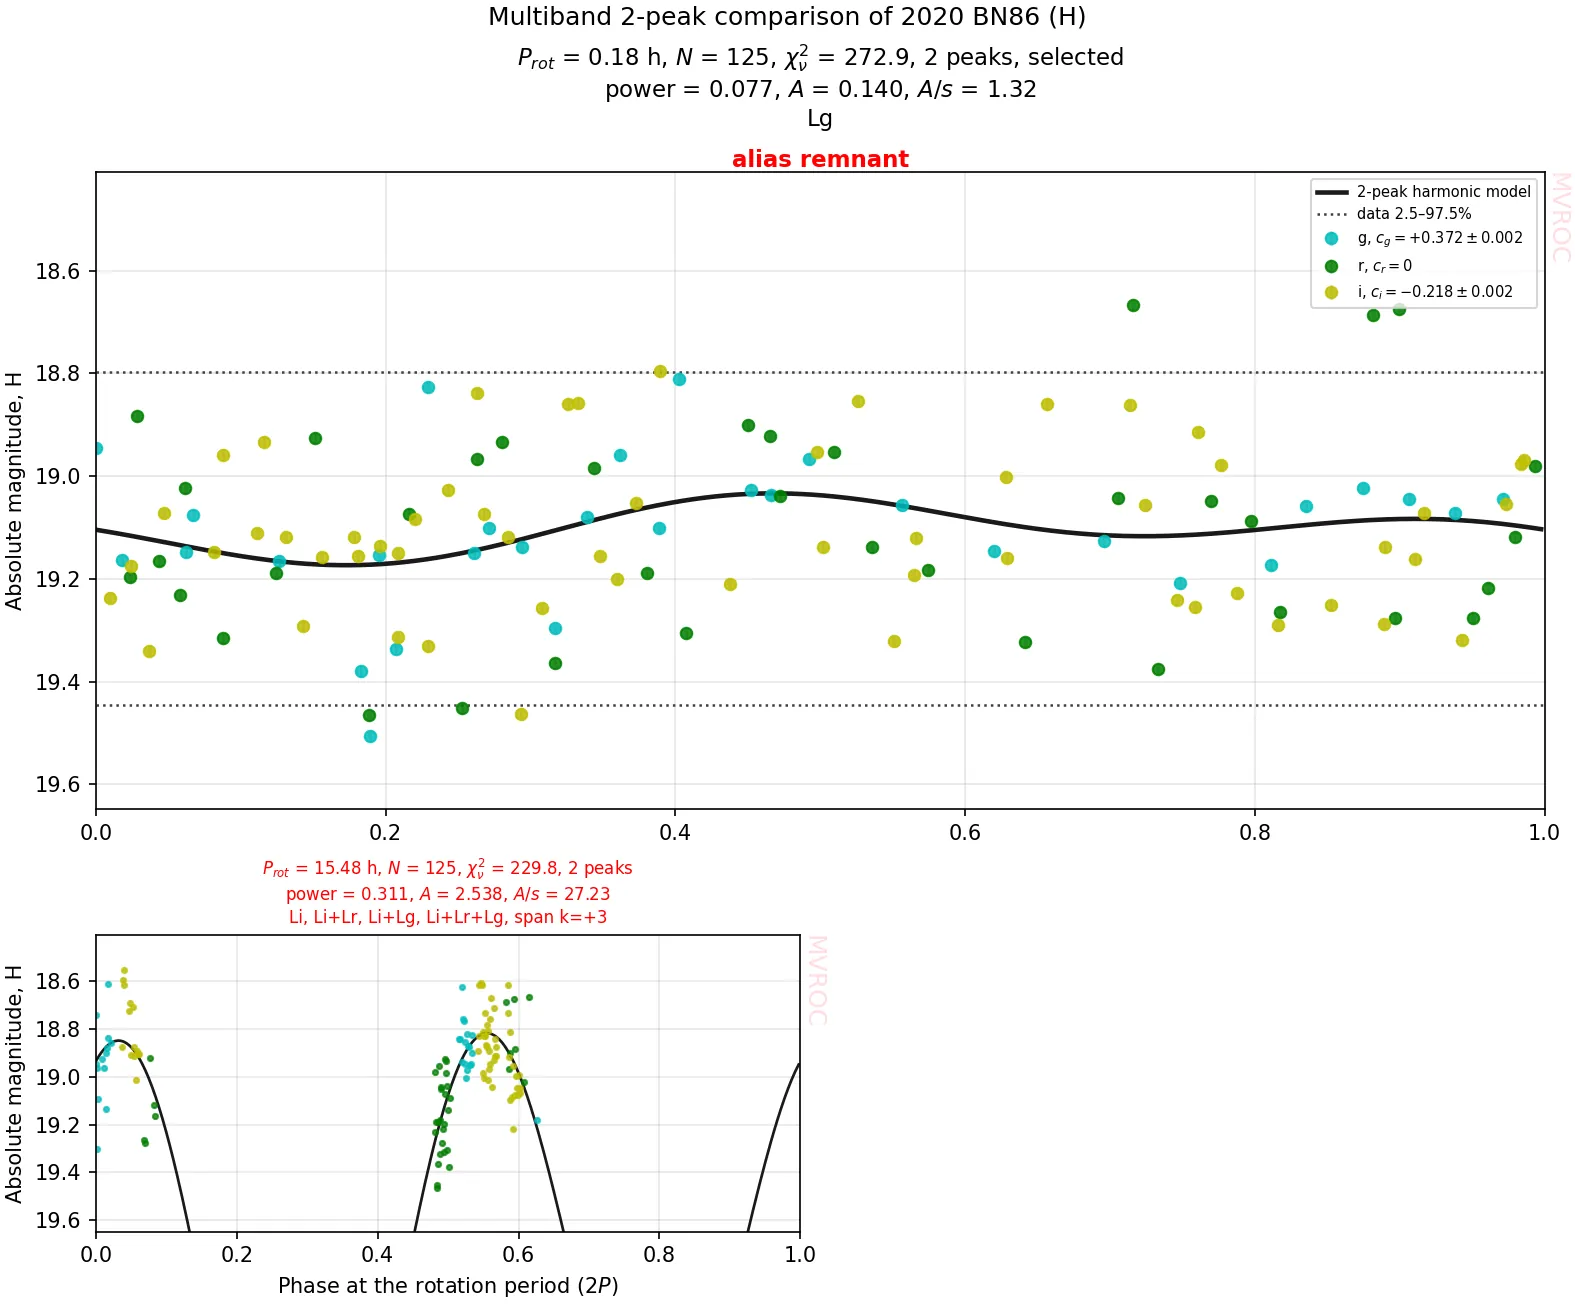 Multiband 2-peak comparison of 2020 BN86 (H)
P_rot = 0.18 h, N = 125, χ²_ν = 272.9, 2 peaks, selected
power = 0.077, A = 0.140, A/s = 1.32
Lg
alias remnant
MVROC
2-peak harmonic model
data 2.5–97.5%
g, c_g = +0.372 ± 0.002
r, c_r = 0
i, c_i = −0.218 ± 0.002
Absolute magnitude, H
18.6
18.8
19.0
19.2
19.4
19.6
0.0 0.2 0.4 0.6 0.8 1.0
P_rot = 15.48 h, N = 125, χ²_ν = 229.8, 2 peaks
power = 0.311, A = 2.538, A/s = 27.23
Li, Li+Lr, Li+Lg, Li+Lr+Lg, span k=+3
MVROC
Absolute magnitude, H
18.6
18.8
19.0
19.2
19.4
19.6
0.0 0.2 0.4 0.6 0.8 1.0
Phase at the rotation period (2P)